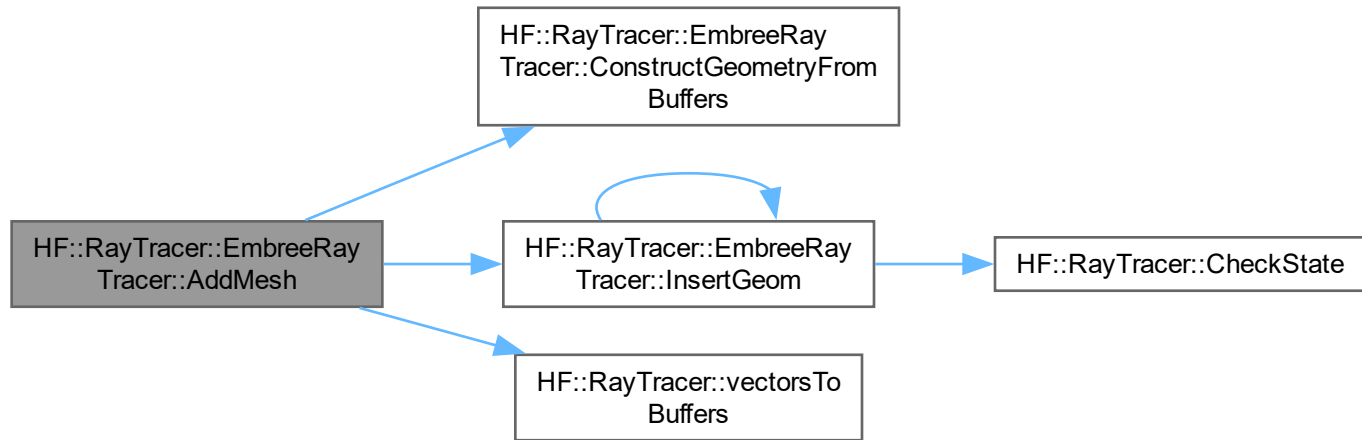 HF::RayTracer::EmbreeRay
Tracer::ConstructGeometryFrom
Buffers
HF::RayTracer::EmbreeRay
Tracer::AddMesh
HF::RayTracer::EmbreeRay
Tracer::InsertGeom
HF::RayTracer::CheckState
HF::RayTracer::vectorsTo
Buffers